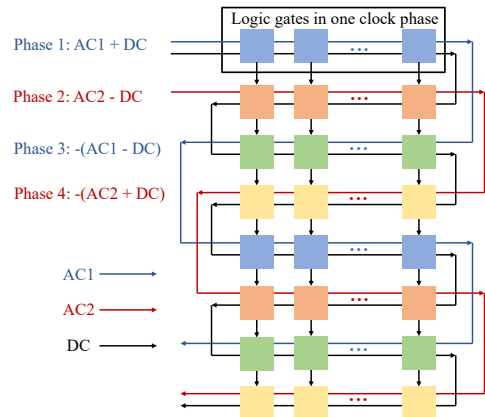 Logic gates in one clock phase
Phase 1: AC1 + DC
Phase 2: AC2 - DC
Phase 3: -(AC1 - DC)
Phase 4: -(AC2 + DC)
AC1
AC2
DC